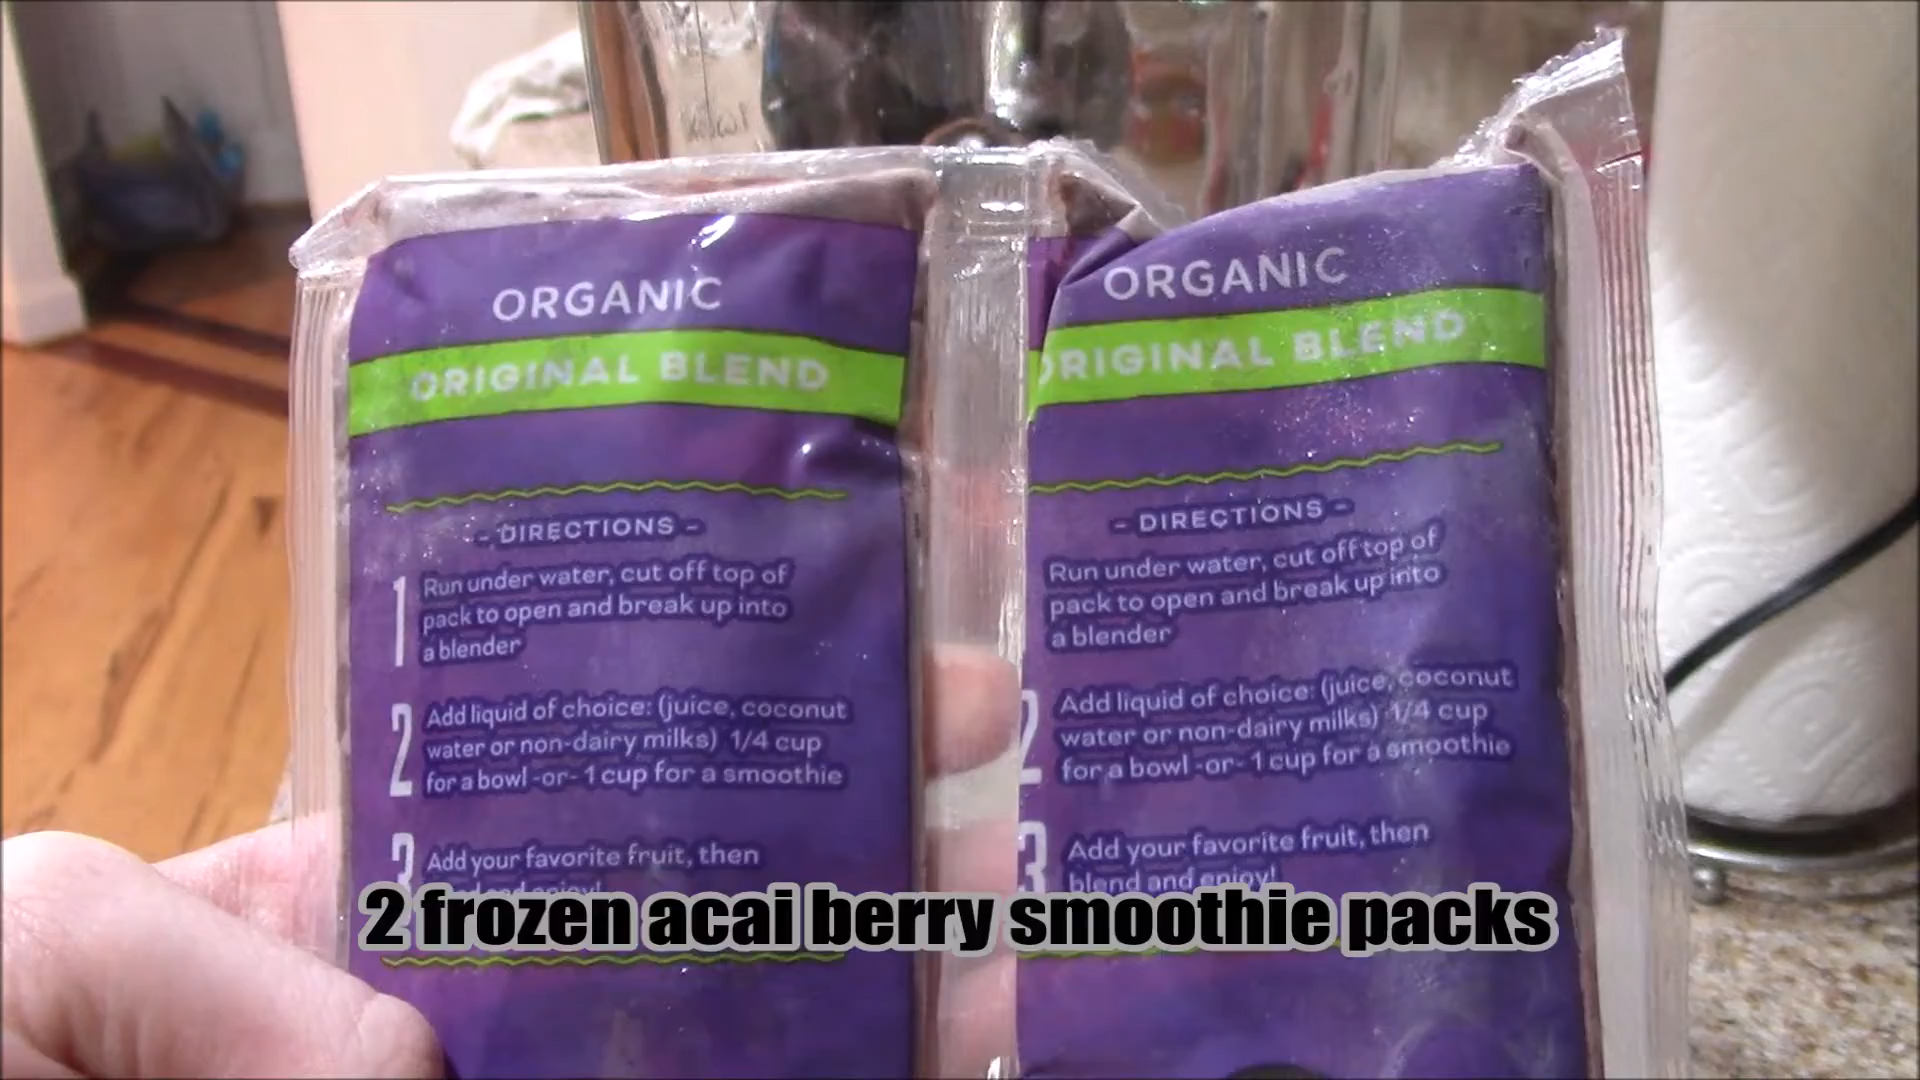 ORGANIC
ORIGINAL BLEND
- DIRECTIONS -
1 Run under water, cut off top of
pack to open and break up into
a blender
2 Add liquid of choice: (juice, coconut
water or non-dairy milks) 1/4 cup
for a bowl -or- 1 cup for a smoothie
3 Add your favorite fruit, then
ORGANIC
ORIGINAL BLEND
- DIRECTIONS -
Run under water, cut off top of
pack to open and break up into
a blender
2 Add liquid of choice: (juice, coconut
water or non-dairy milks) 1/4 cup
for a bowl -or- 1 cup for a smoothie
3 Add your favorite fruit, then
blend and enjoy!
2 frozen acai berry smoothie packs